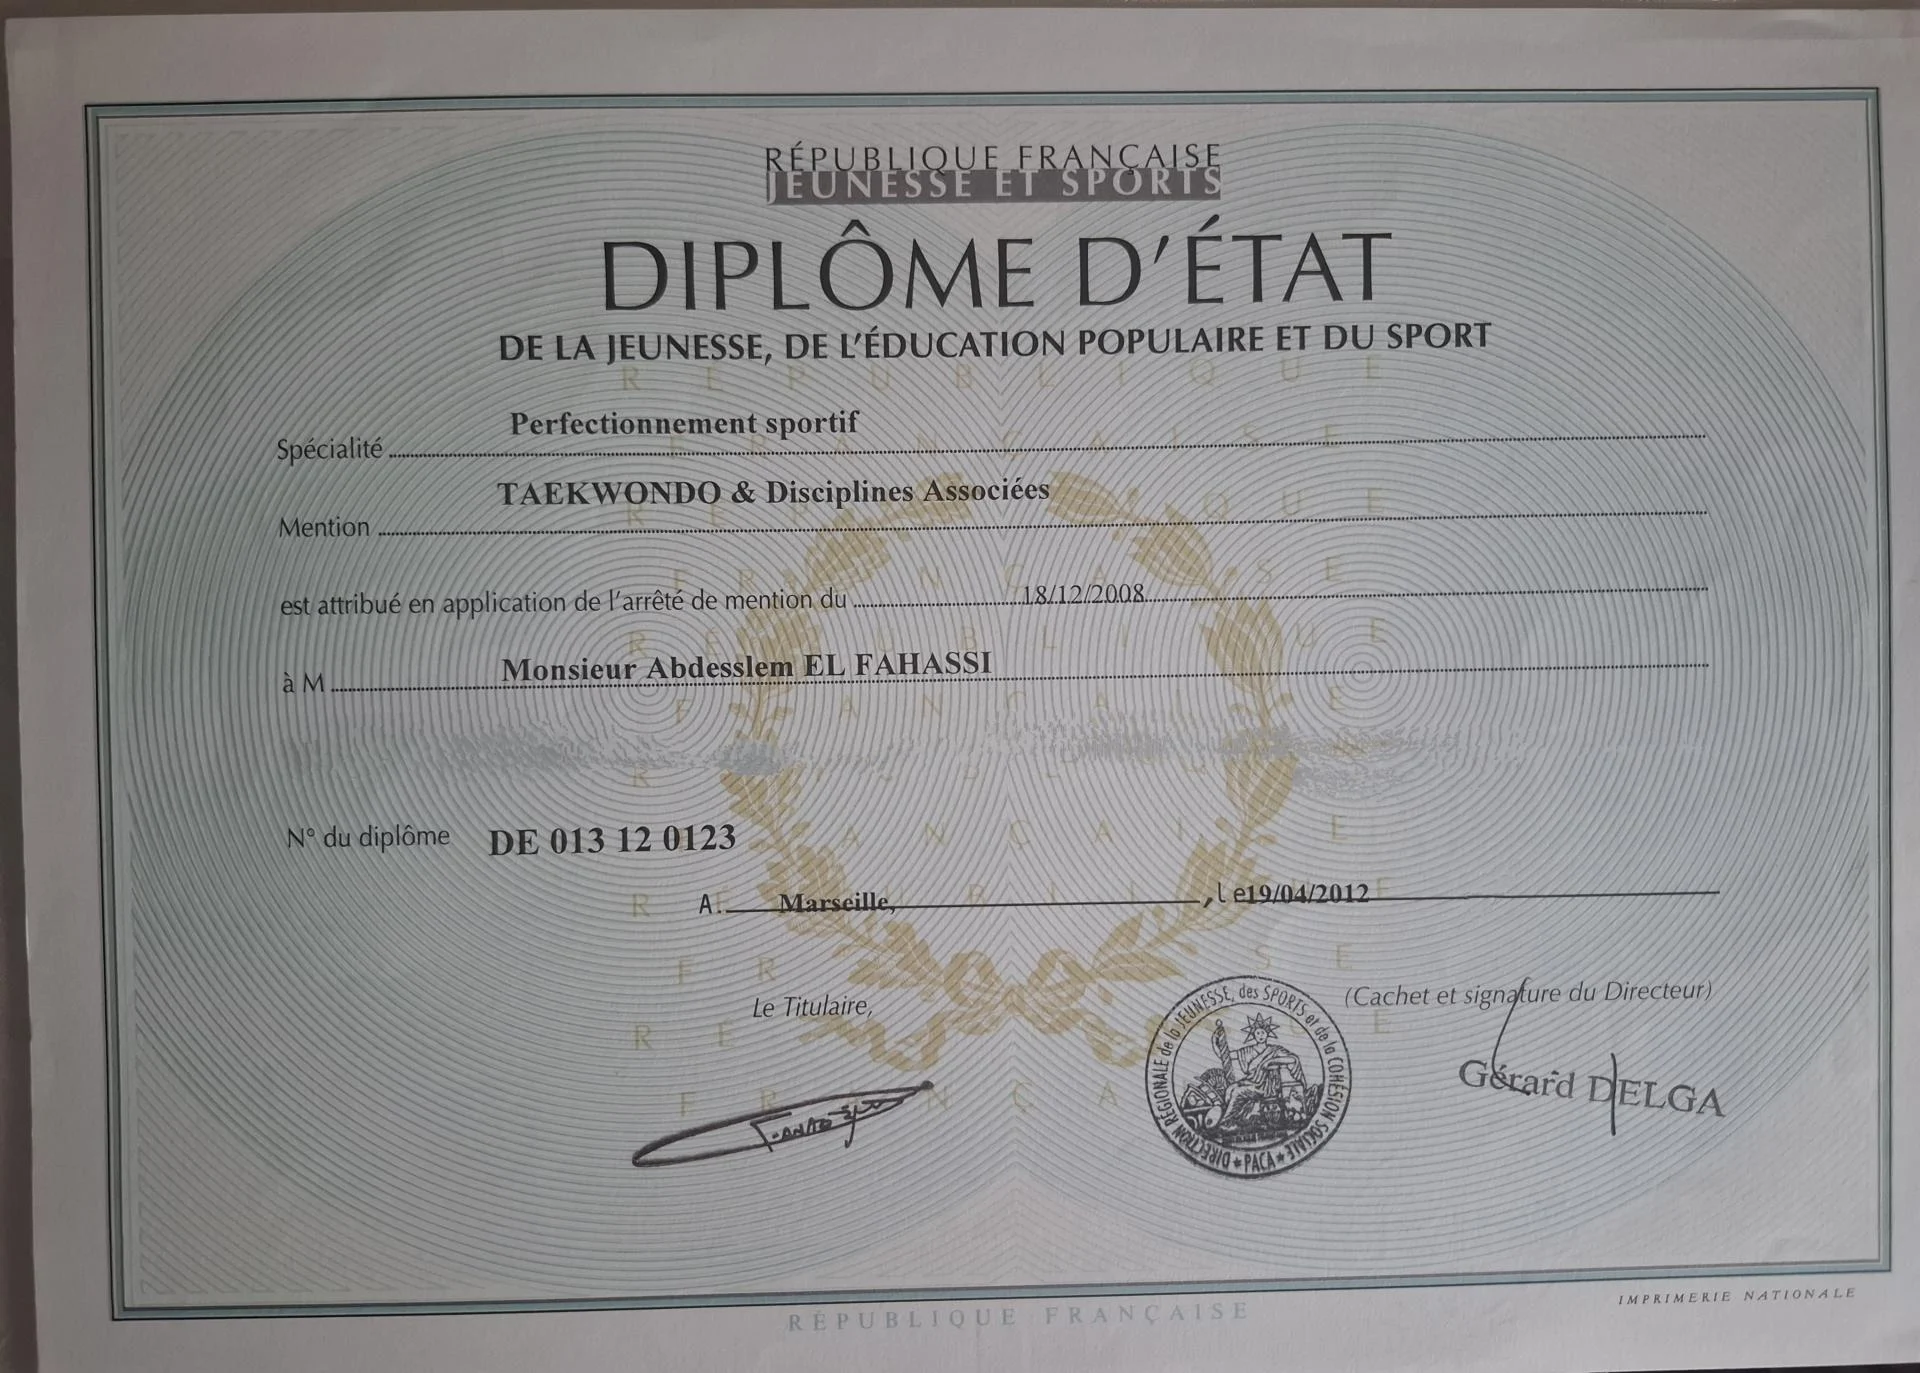 RÉPUBLIQUE FRANÇAISE
JEUNESSE ET SPORTS
DIPLÔME D'ÉTAT
DE LA JEUNESSE, DE L'ÉDUCATION POPULAIRE ET DU SPORT
Spécialité Perfectionnement sportif
Mention TAEKWONDO & Disciplines Associées
est attribué en application de l'arrêté de mention du 18/12/2008
à M Monsieur Abdesslem EL FAHASSI
N° du diplôme DE 013 12 0123
A. Marseille, , le19/04/2012
Le Titulaire,
(Cachet et signature du Directeur)
DIRECTION RÉGIONALE de la JEUNESSE, des SPORTS et de la COHÉSION SOCIALE ★ PACA ★
Gérard DELGA
IMPRIMERIE NATIONALE
RÉPUBLIQUE FRANÇAISE